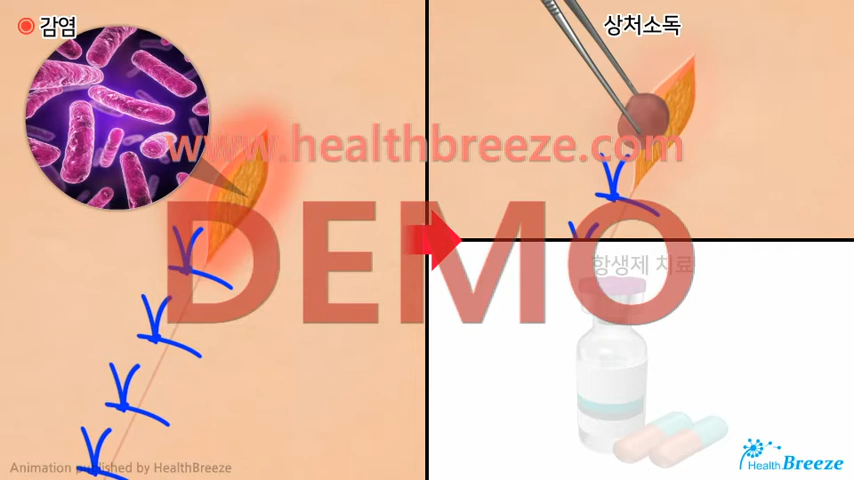 감염
상처소독
www.healthbreeze.com
DEMO
항생제 치료
Animation published by HealthBreeze
Health Breeze